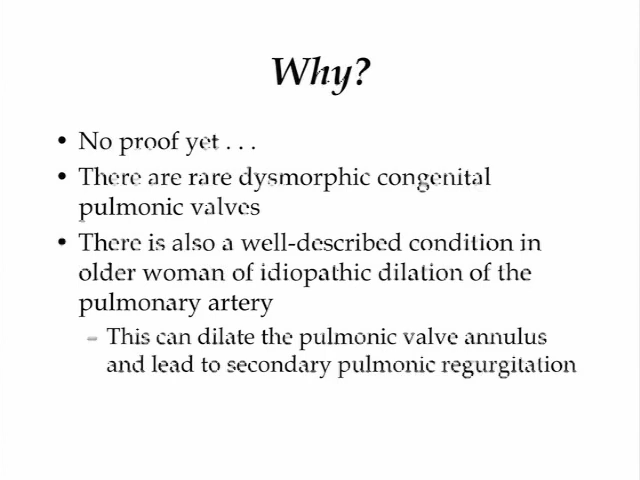 Why?
• No proof yet . . .
• There are rare dysmorphic congenital
pulmonic valves
• There is also a well-described condition in
older woman of idiopathic dilation of the
pulmonary artery
– This can dilate the pulmonic valve annulus
and lead to secondary pulmonic regurgitation